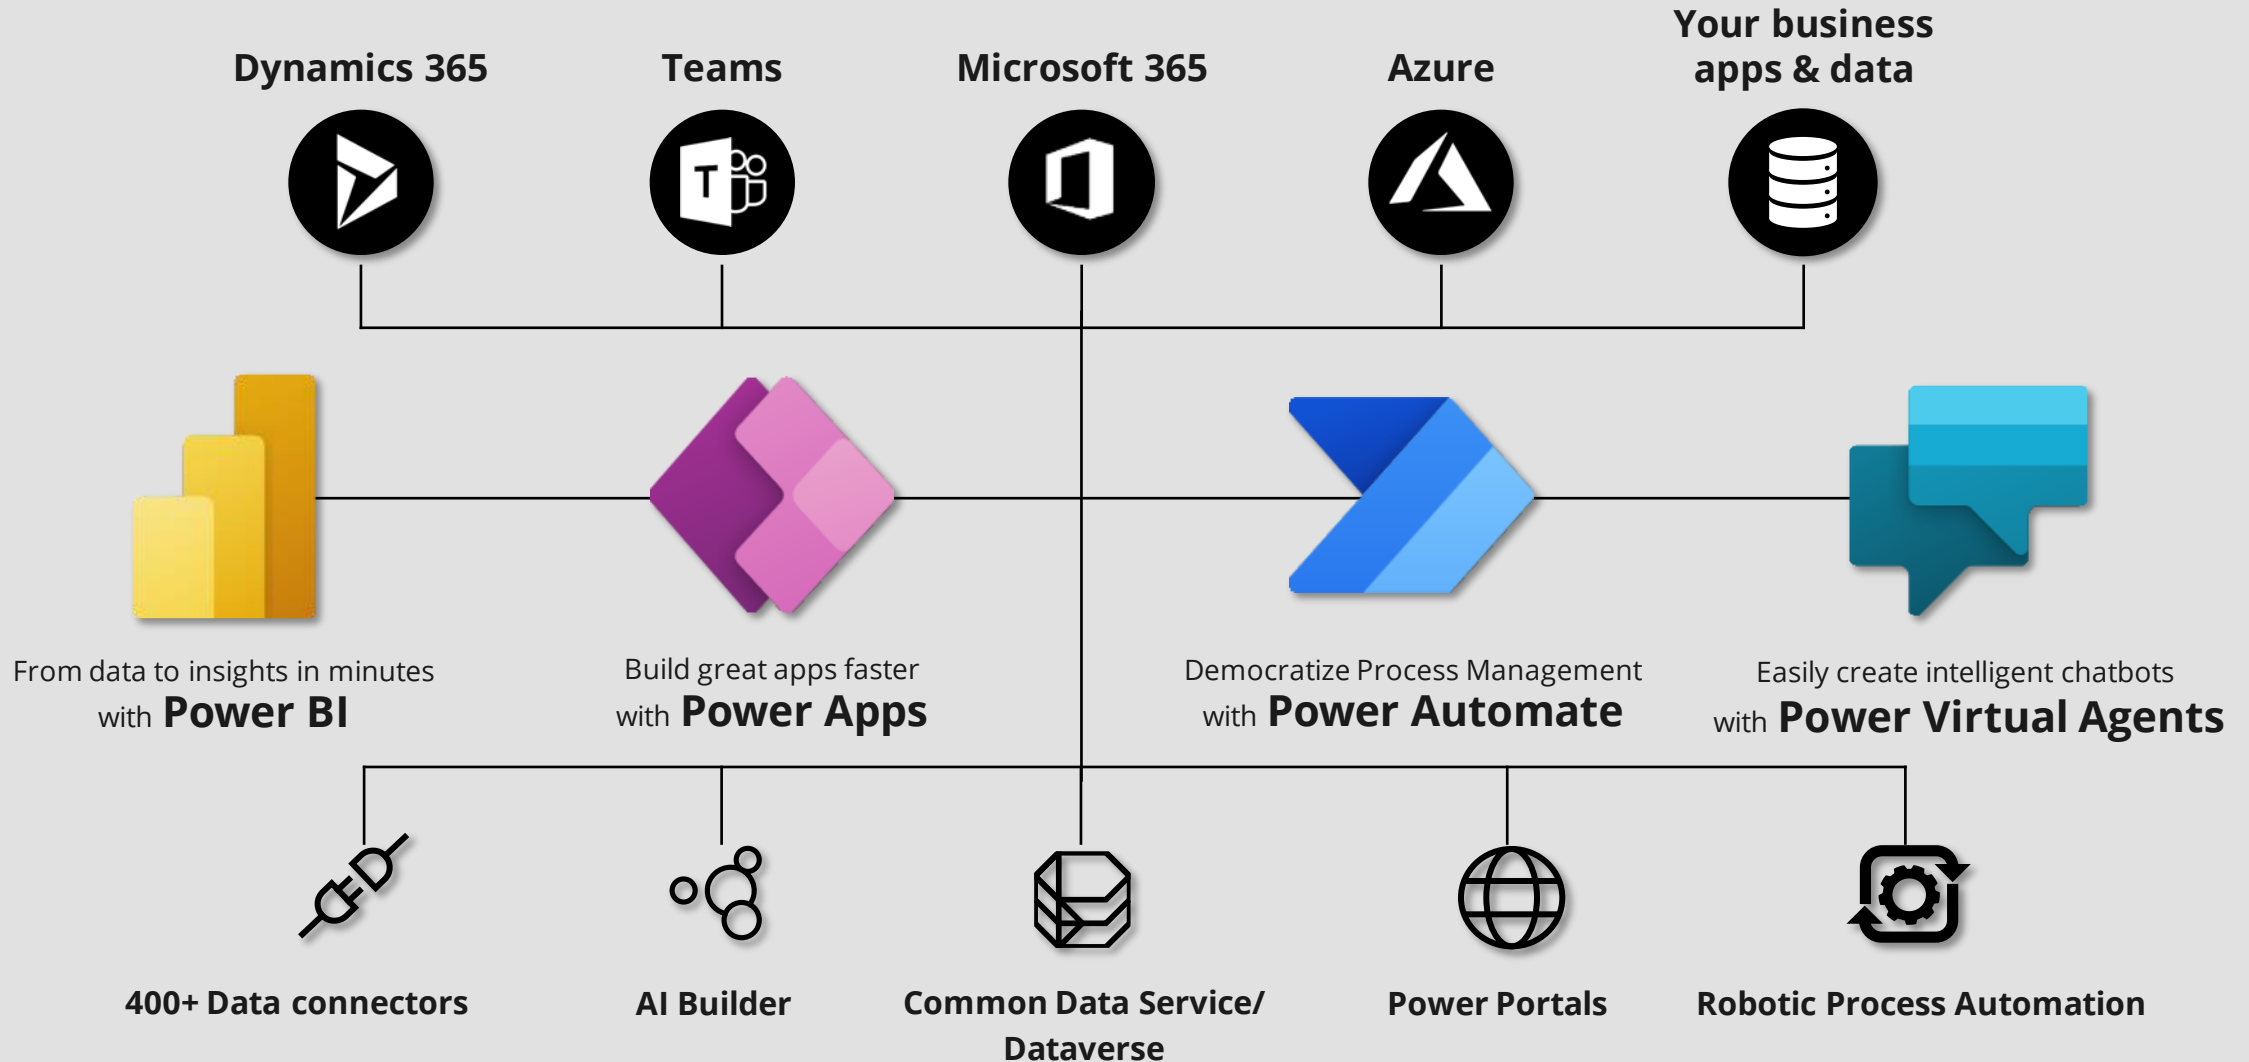 Dynamics 365
Teams
Microsoft 365
Azure
Your business
apps & data
T
From data to insights in minutes
with Power BI
Build great apps faster
with Power Apps
Democratize Process Management
with Power Automate
Easily create intelligent chatbots
with Power Virtual Agents
400+ Data connectors
AI Builder
Common Data Service/
Dataverse
Power Portals
Robotic Process Automation